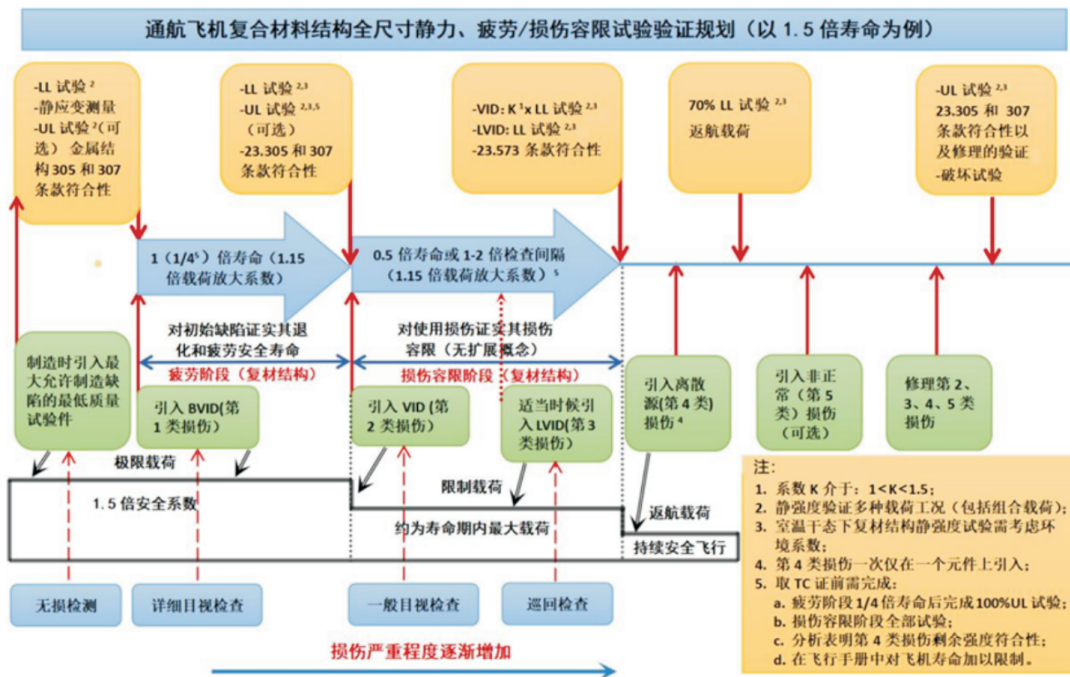 通航飞机复合材料结构全尺寸静力、疲劳/损伤容限试验验证规划（以 1.5 倍寿命为例）
-LL 试验 ²
-静应变测量
-UL 试验 ²（可
选） 金属结
构 305 和 307
条款符合性
-LL 试验 ²,³
-UL 试验 ²,³,⁵
（可选）
-23.305 和 307
条款符合性
-VID: K ¹x LL 试验 ²,³
-LVID: LL 试验 ²,³
-23.573 条款符合性
70% LL 试验 ²,³
返航载荷
-UL 试验 ²,³
23.305 和 307
条款符合性以
及修理的验证
-破坏试验
1（1/4⁵）倍寿命（1.15
倍载荷放大系数）
0.5 倍寿命或 1-2 倍检查间隔
（1.15 倍载荷放大系数）⁵
对初始缺陷证实其退
化和疲劳安全寿命
疲劳阶段（复材结构）
对使用损伤证实其损伤
容限（无扩展概念）
损伤容限阶段（复材结构）
制造时引入最
大允许制造缺
陷的最低质量
试验件
引入 BVID(第
1 类损伤）
引入 VID (第
2 类损伤）
适当时候引
入 LVID(第 3
类损伤）
引入离散
源(第 4 类)
损伤 ⁴
引入非正
常（第 5
类）损伤
（可选）
修理第 2、
3、4、5 类
损伤
极限载荷
1.5 倍安全系数
限制载荷
约为寿命期内最大载荷
返航载荷
持续安全飞行
无损检测
详细目视检查
一般目视检查
巡回检查
损伤严重程度逐渐增加
注：
1. 系数 K 介于：1<K<1.5；
2. 静强度验证多种载荷工况（包括组合载荷）；
3. 室温干态下复材结构静强度试验需考虑环
境系数；
4. 第 4 类损伤一次仅在一个元件上引入；
5. 取 TC 证前需完成：
a. 疲劳阶段 1/4 倍寿命后完成 100%UL 试验；
b. 损伤容限阶段全部试验；
c. 分析表明第 4 类损伤剩余强度符合性；
d. 在飞行手册中对飞机寿命加以限制。